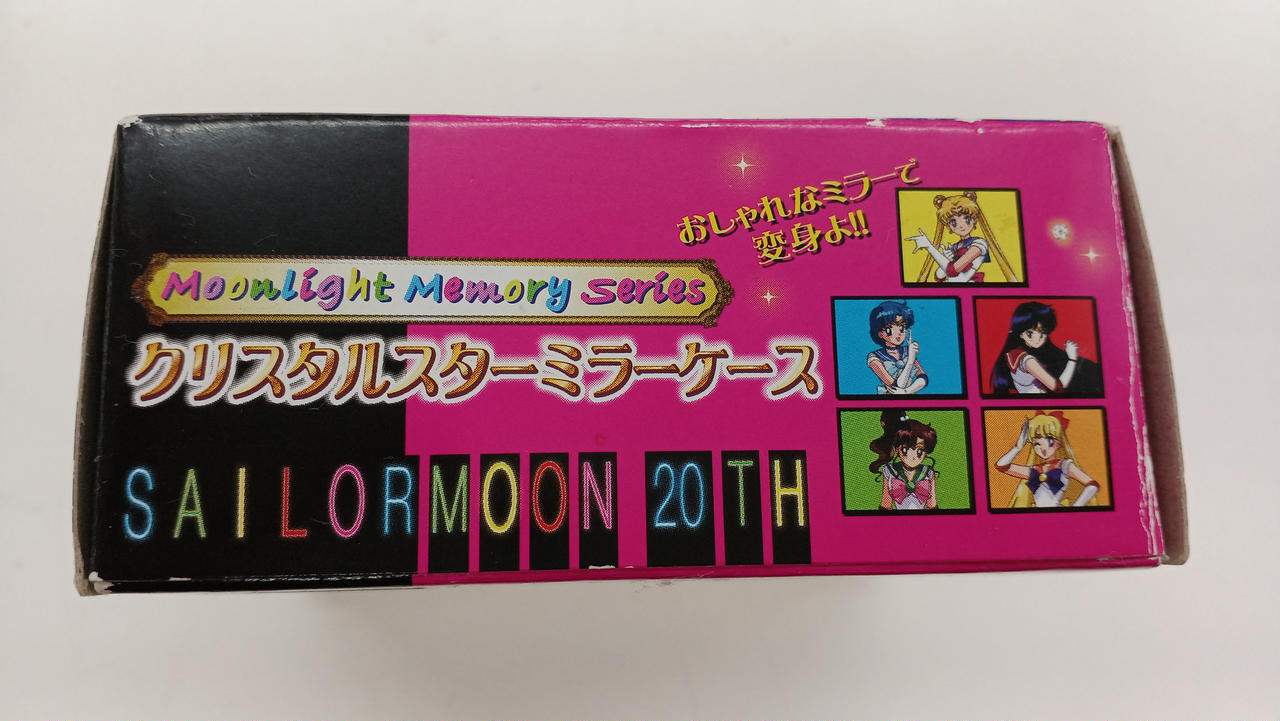 おしゃれなミラーで
変身よ!!
Moonlight Memory Series
クリスタルスターミラーケース
SAILORMOON 20TH